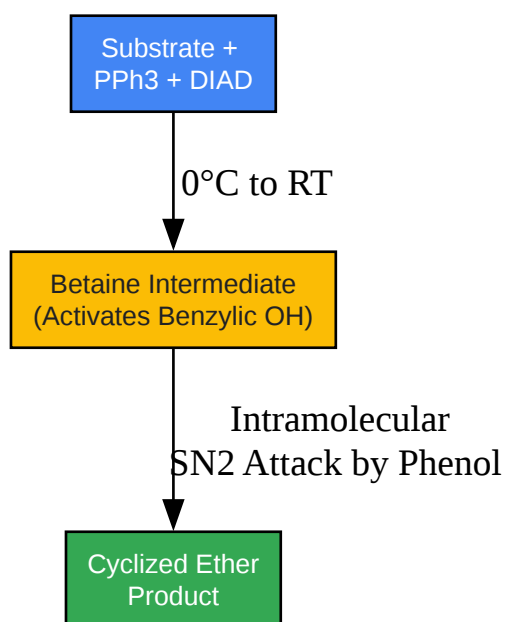 Substrate +
PPh3 + DIAD
0°C to RT
Betaine Intermediate
(Activates Benzylic OH)
Intramolecular
SN2 Attack by Phenol
Cyclized Ether
Product